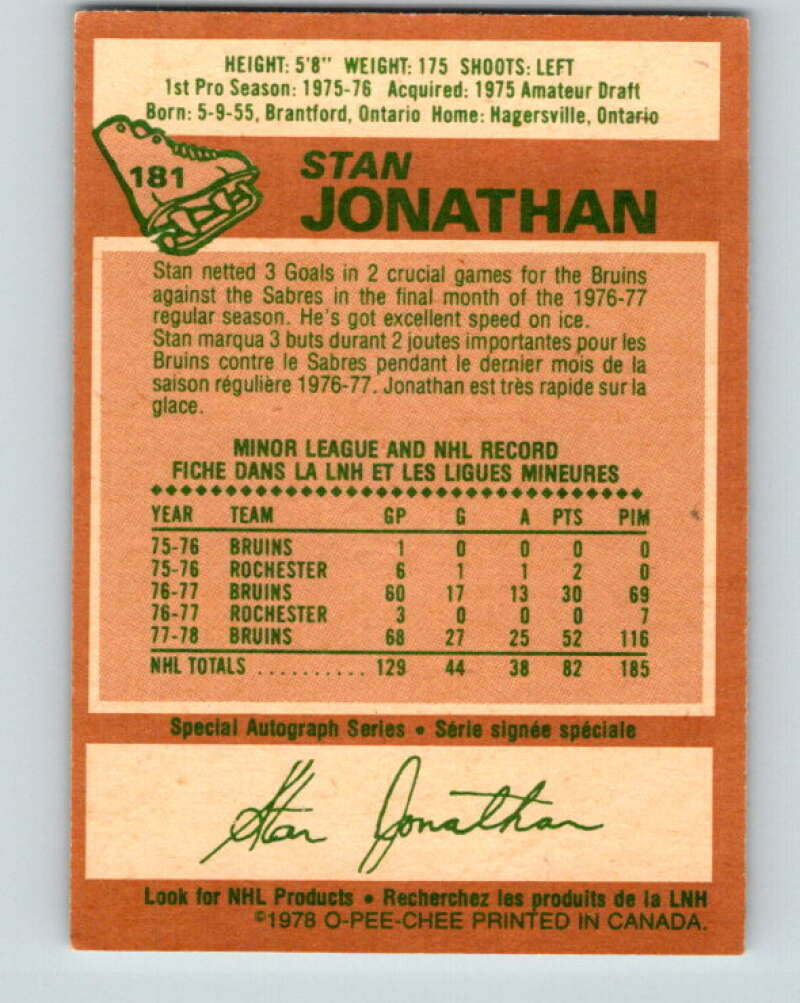 HEIGHT: 5'8" WEIGHT: 175 SHOOTS: LEFT
1st Pro Season: 1975-76 Acquired: 1975 Amateur Draft
Born: 5-9-55, Brantford, Ontario Home: Hagersville, Ontario
181
STAN
JONATHAN
Stan netted 3 Goals in 2 crucial games for the Bruins
against the Sabres in the final month of the 1976-77
regular season. He's got excellent speed on ice.
Stan marqua 3 buts durant 2 joutes importantes pour les
Bruins contre le Sabres pendant le dernier mois de la
saison régulière 1976-77. Jonathan est très rapide sur la
glace.
MINOR LEAGUE AND NHL RECORD
FICHE DANS LA LNH ET LES LIGUES MINEURES
YEAR TEAM GP G A PTS PIM
75-76 BRUINS 1 0 0 0 0
75-76 ROCHESTER 6 1 1 2 0
76-77 BRUINS 60 17 13 30 69
76-77 ROCHESTER 3 0 0 0 7
77-78 BRUINS 68 27 25 52 116
NHL TOTALS .......... 129 44 38 82 185
Special Autograph Series • Série signée spéciale
Stan Jonathan
Look for NHL Products • Recherchez les produits de la LNH
©1978 O-PEE-CHEE PRINTED IN CANADA.